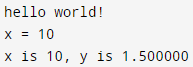 hello world!
x = 10
x is 10, y is 1.500000